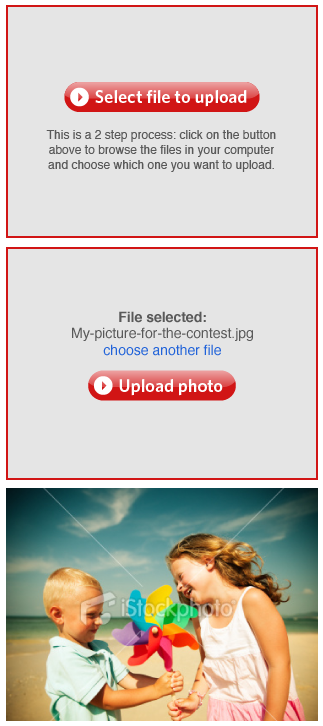 Select file to upload
This is a 2 step process: click on the button
above to browse the files in your computer
and choose which one you want to upload.
File selected:
My-picture-for-the-contest.jpg
choose another file
Upload photo
iStockphoto